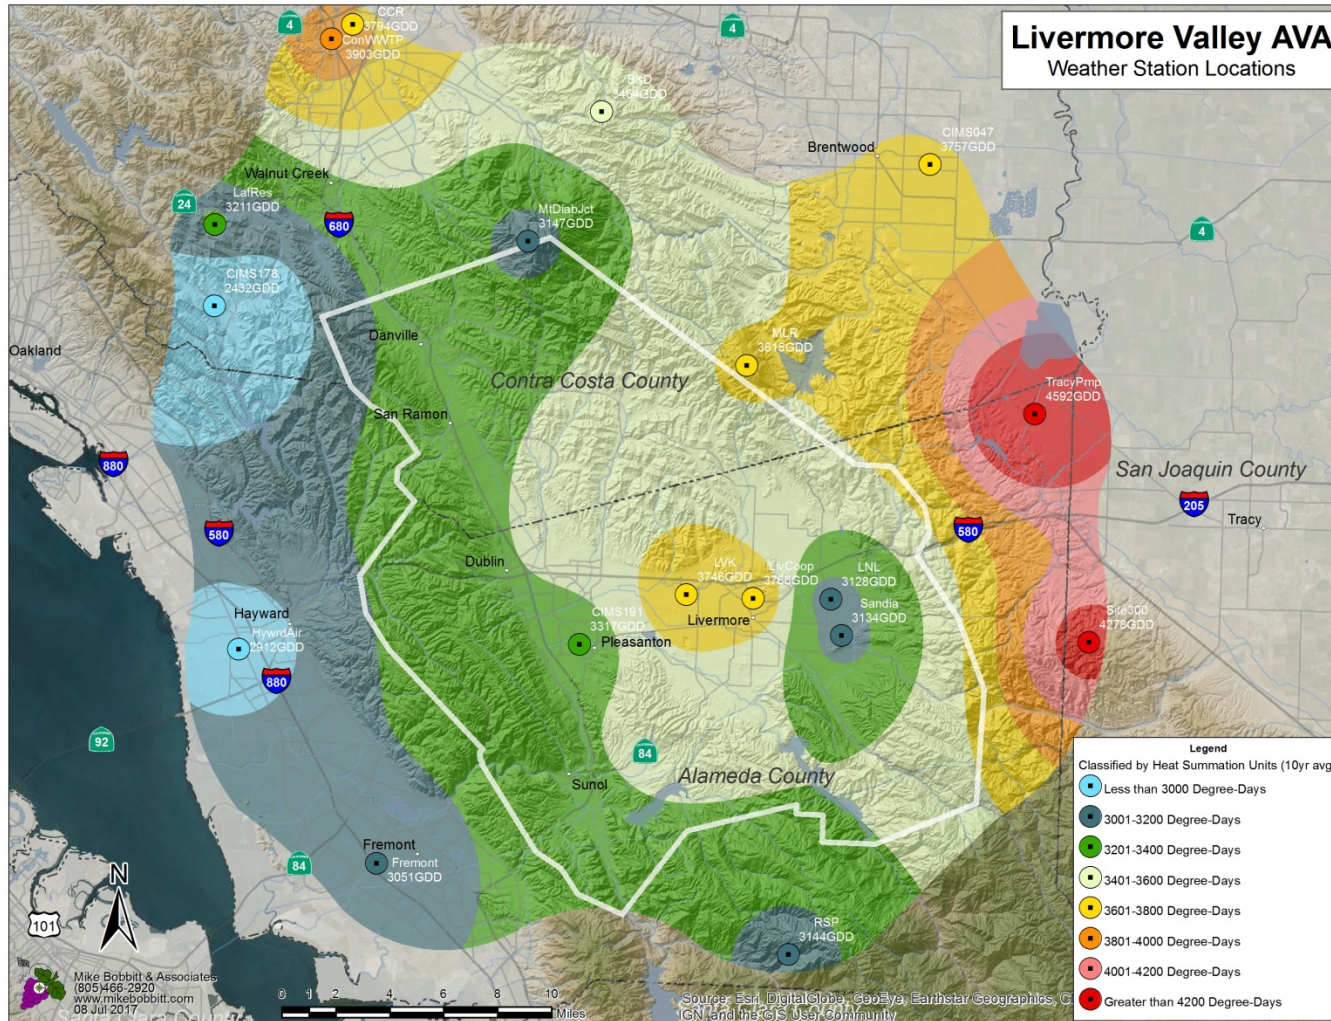 Livermore Valley AVA
Weather Station Locations
4
4
CCR
3794GDD
ConWWTP
3903GDD
BKD
3464GDD
Brentwood
CIMS047
3757GDD
Walnut Creek
24
LafRes
3211GDD
680
MtDiabJct
3147GDD
4
CIMS178
2432GDD
Danville
Oakland
MLR
Contra Costa County
TracyPmp
4592GDD
San Ramon
880
San Joaquin County
205
Tracy
580
580
Dublin
LVK
3746GDD
LivCoop
3765GDD
LNL
3128GDD
Sandia
3134GDD
Livermore
Hayward
HywrdAir
2912GDD
CIMS191
3317GDD
Pleasanton
Site300
4278GDD
880
92
84
Alameda County
Sunol
Fremont
Fremont
3051GDD
84
RSP
3144GDD
101
N
Legend
Classified by Heat Summation Units (10yr avg
Less than 3000 Degree-Days
3001-3200 Degree-Days
3201-3400 Degree-Days
3401-3600 Degree-Days
3601-3800 Degree-Days
3801-4000 Degree-Days
4001-4200 Degree-Days
Greater than 4200 Degree-Days
Mike Bobbitt & Associates
(805)466-2920
www.mikebobbitt.com
08 Jul 2017
Santa Clara County
0 1 2 4 6 8 10
Miles
Source: Esri, DigitalGlobe, GeoEye, Earthstar Geographics, C
IGN, and the GIS User Community